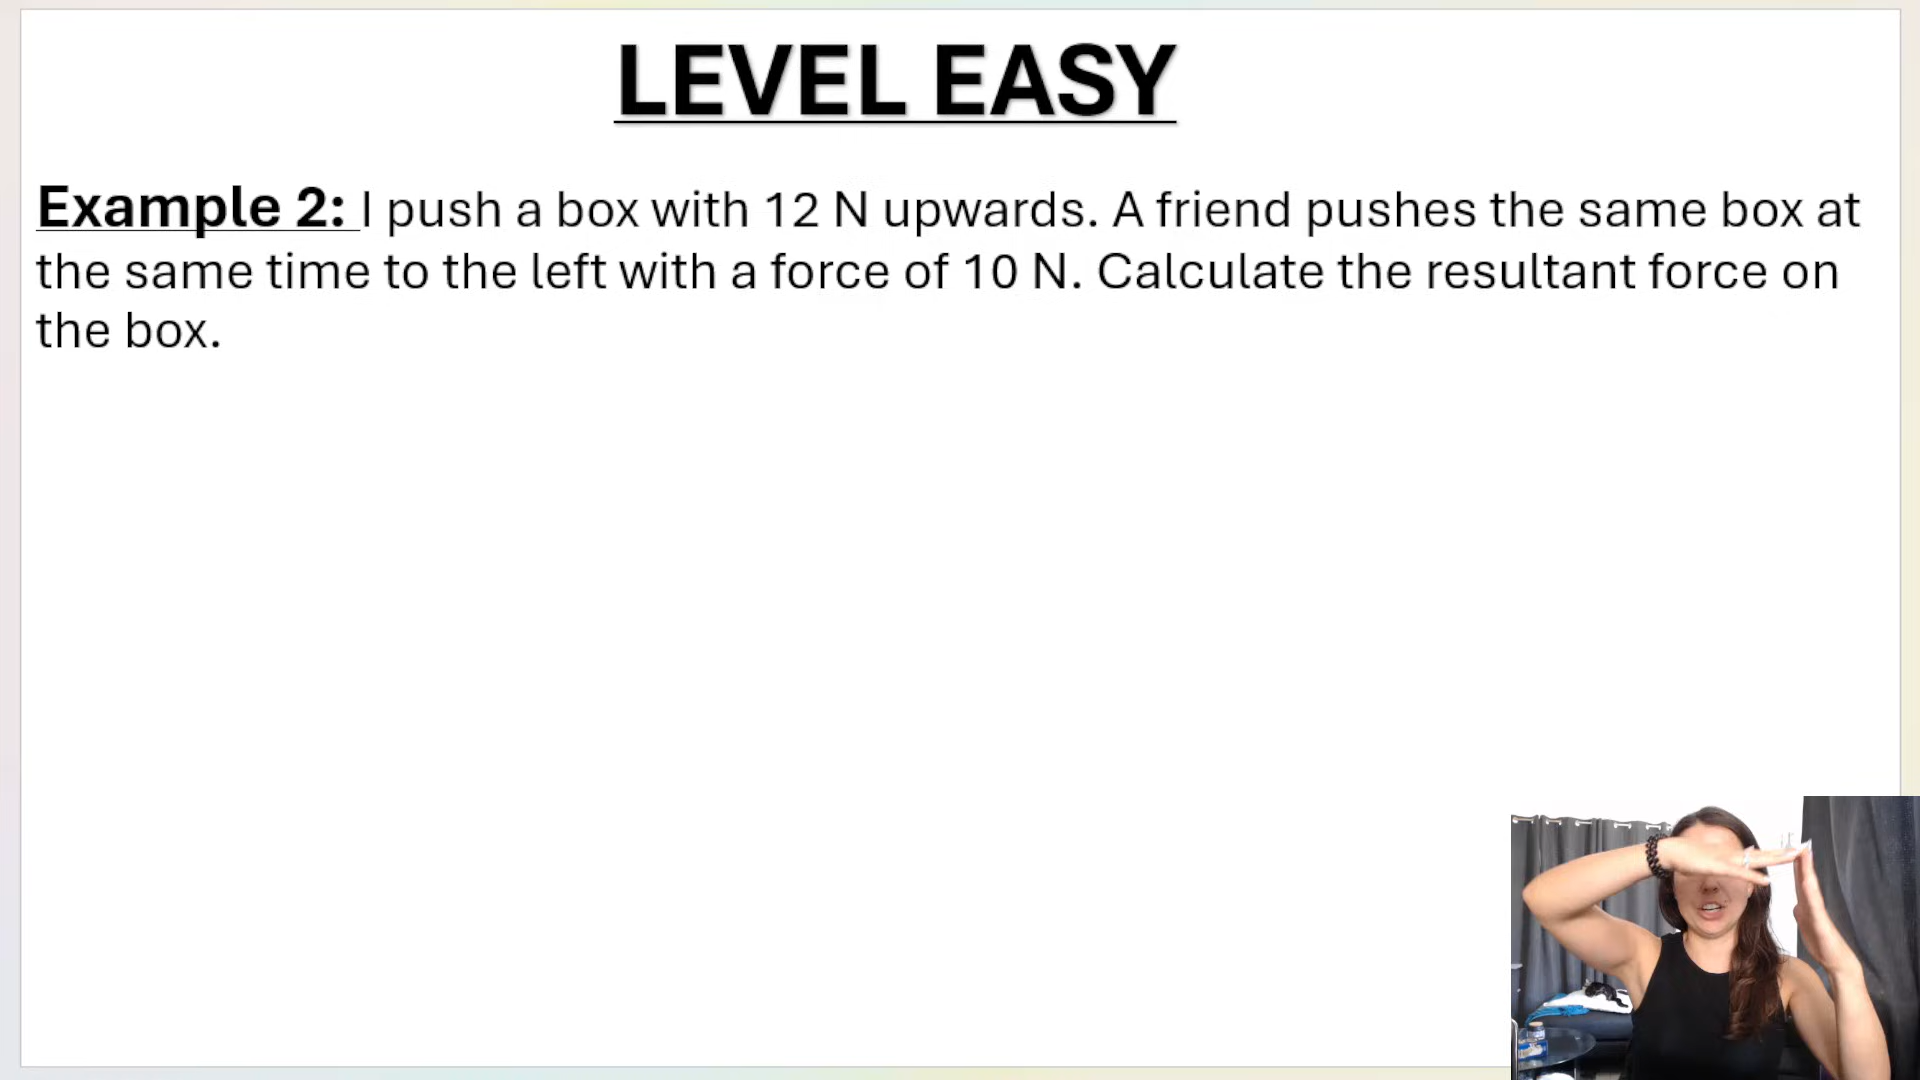 LEVEL EASY
Example 2: I push a box with 12 N upwards. A friend pushes the same box at
the same time to the left with a force of 10 N. Calculate the resultant force on
the box.